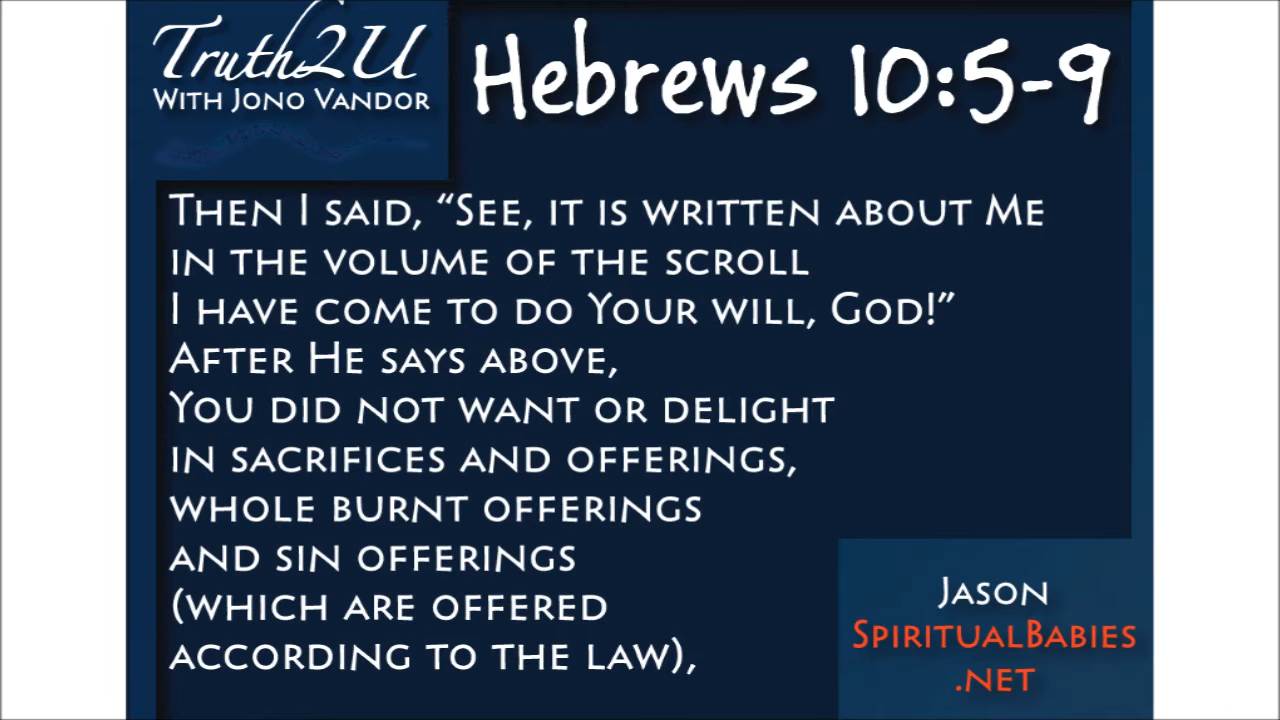 Truth2U
With Jono Vandor
Hebrews 10:5-9
Then I said, “See, it is written about Me
in the volume of the scroll
I have come to do Your will, God!”
After He says above,
You did not want or delight
in sacrifices and offerings,
whole burnt offerings
and sin offerings
(which are offered
according to the law),
Jason
SpiritualBabies
.net